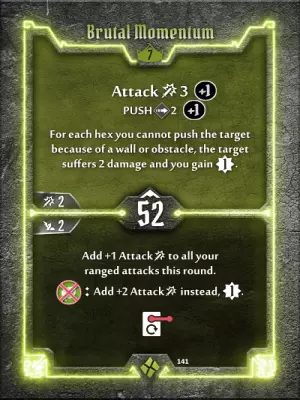 Brutal Momentum
7
Attack 3 +1
PUSH 2 +1
For each hex you cannot push the target
because of a wall or obstacle, the target
suffers 2 damage and you gain 1.
2
52
2
Add +1 Attack to all your
ranged attacks this round.
: Add +2 Attack instead, 1.
141